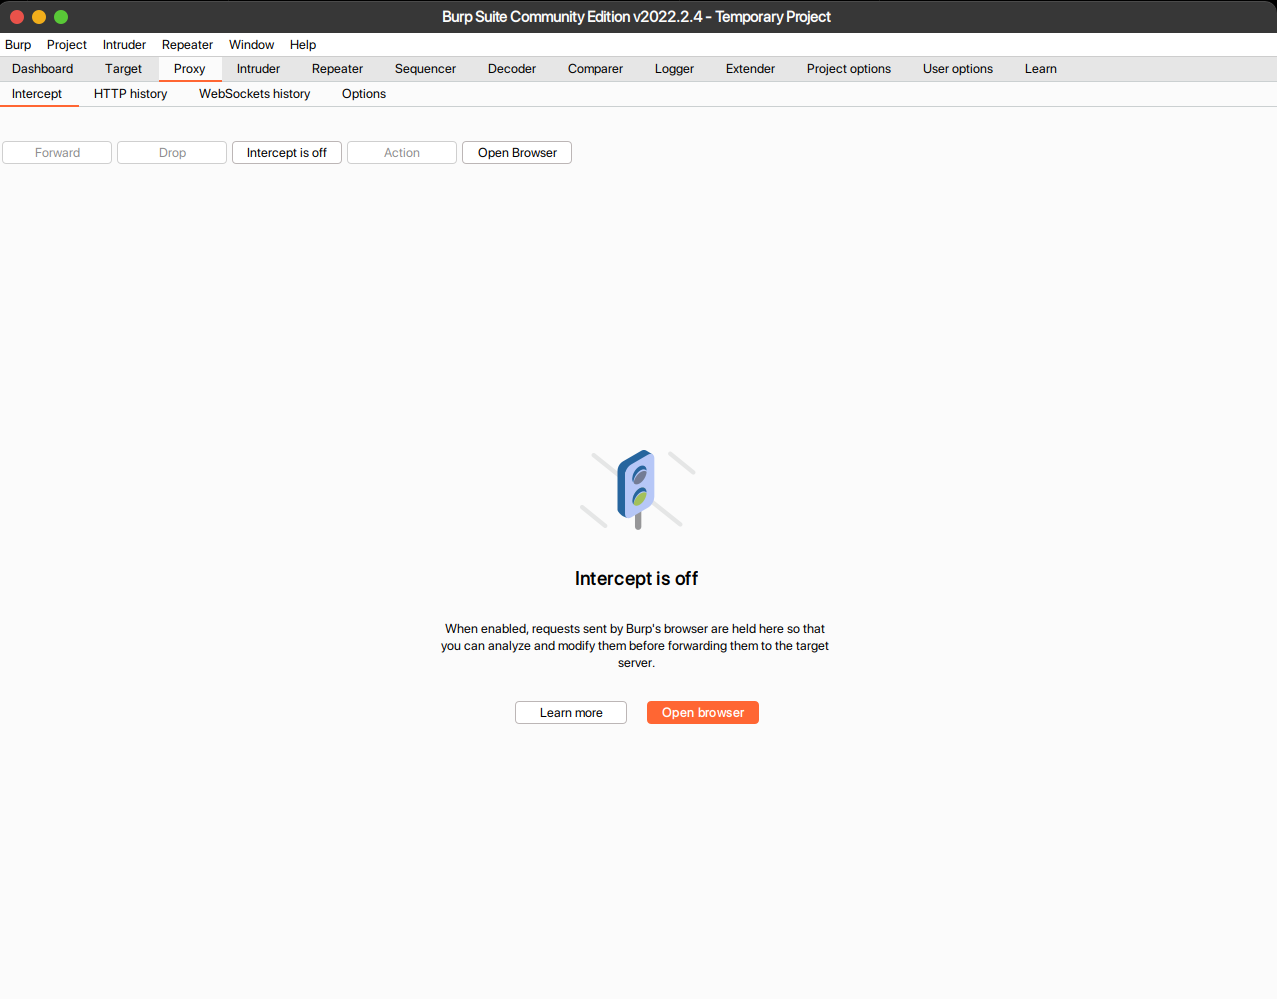 Burp Suite Community Edition v2022.2.4 - Temporary Project
Burp Project Intruder Repeater Window Help
Dashboard Target Proxy Intruder Repeater Sequencer Decoder Comparer Logger Extender Project options User options Learn
Intercept HTTP history WebSockets history Options
Forward Drop Intercept is off Action Open Browser
Intercept is off
When enabled, requests sent by Burp's browser are held here so that
you can analyze and modify them before forwarding them to the target
server.
Learn more Open browser